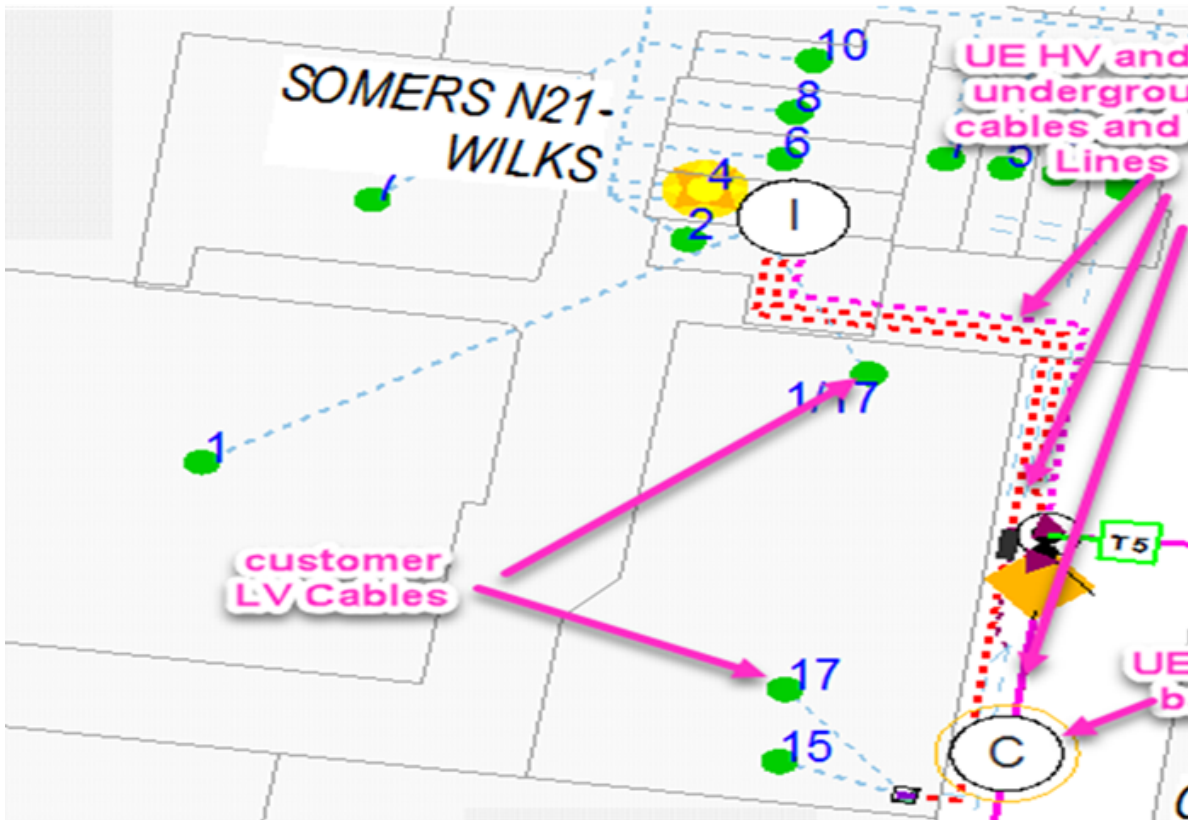 10
SOMERS N21-
WILKS
8
6
4
2
I
5
UE HV and
undergrou
cables and
Lines
1/17
1
customer
LV Cables
T5
17
UE
b
15
C